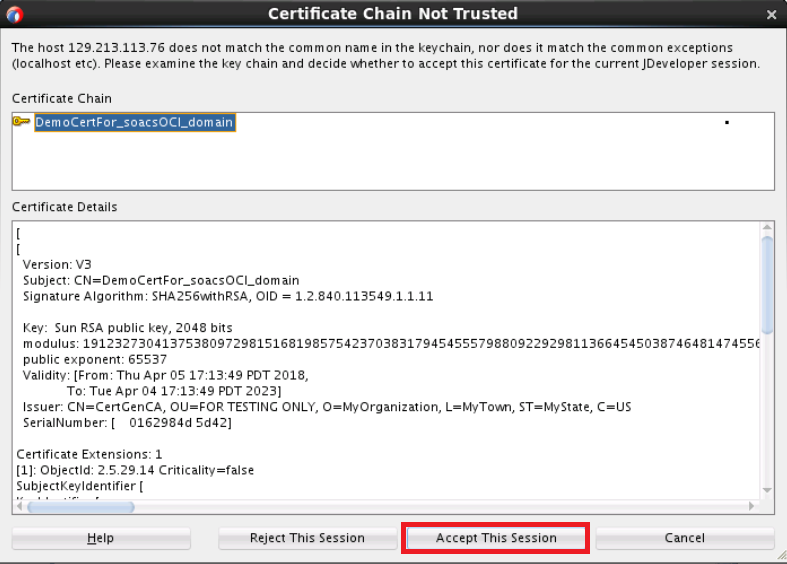 Certificate Chain Not Trusted
The host 129.213.113.76 does not match the common name in the keychain, nor does it match the common exceptions
(localhost etc). Please examine the key chain and decide whether to accept this certificate for the current JDeveloper session.
Certificate Chain
DemoCertFor_soacsOCI_domain
Certificate Details
[
[
Version: V3
Subject: CN=DemoCertFor_soacsOCI_domain
Signature Algorithm: SHA256withRSA, OID = 1.2.840.113549.1.1.11
Key: Sun RSA public key, 2048 bits
modulus: 
public exponent: 65537
Validity: [From: Thu Apr 05 17:13:49 PDT 2018,
To: Tue Apr 04 17:13:49 PDT 2023]
Issuer: CN=CertGenCA, OU=FOR TESTING ONLY, O=MyOrganization, L=MyTown, ST=MyState, C=US
SerialNumber: [ 0162984d 5d42]
Certificate Extensions: 1
[1]: ObjectId: 2.5.29.14 Criticality=false
SubjectKeyIdentifier [
Help
Reject This Session
Accept This Session
Cancel